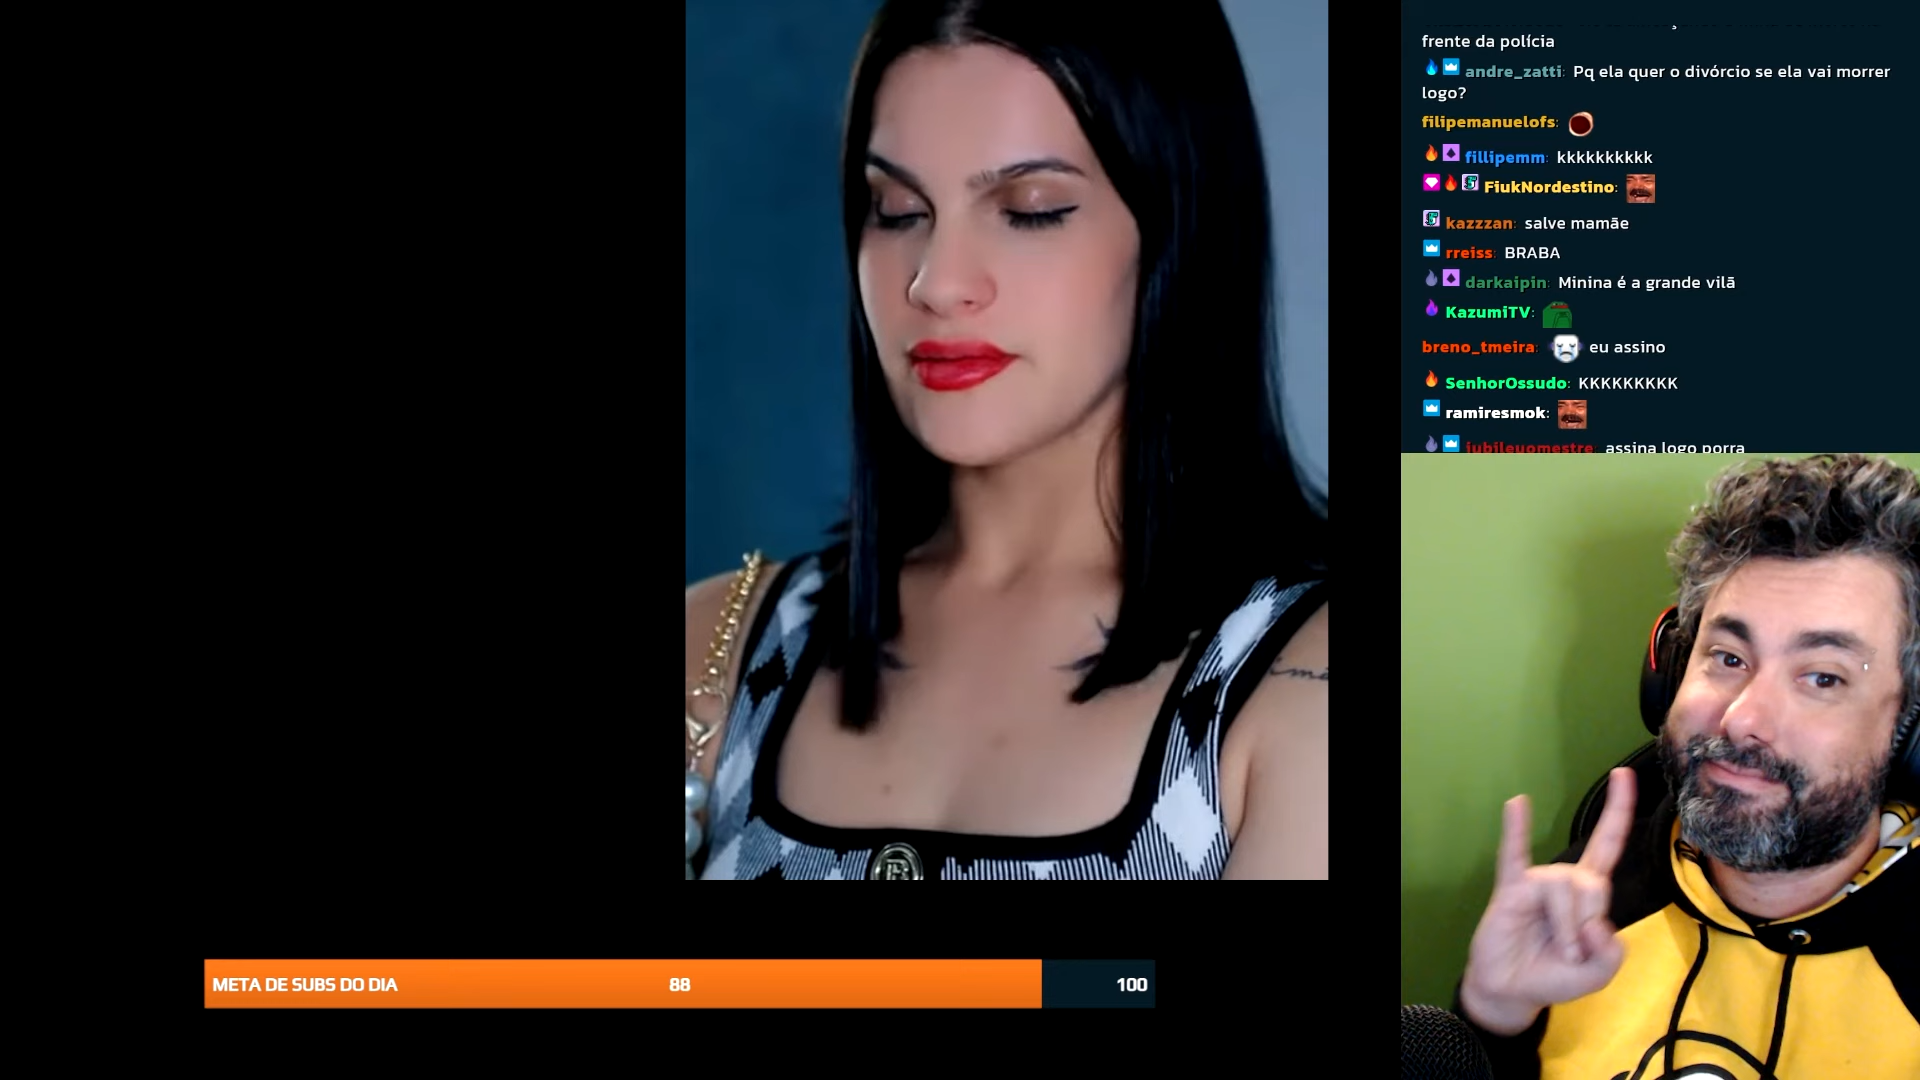 frente da polícia
andre_zatti: Pq ela quer o divórcio se ela vai morrer
logo?
filipemanuelofs:
fillipemm: kkkkkkkkkk
FiukNordestino:
kazzzan: salve mamãe
rreiss: BRABA
darkaipin: Minina é a grande vilã
KazumiTV:
breno_tmeira: eu assino
SenhorOssudo: KKKKKKKKK
ramiresmok:
jubileuomestre: assina logo porra
META DE SUBS DO DIA 88 100